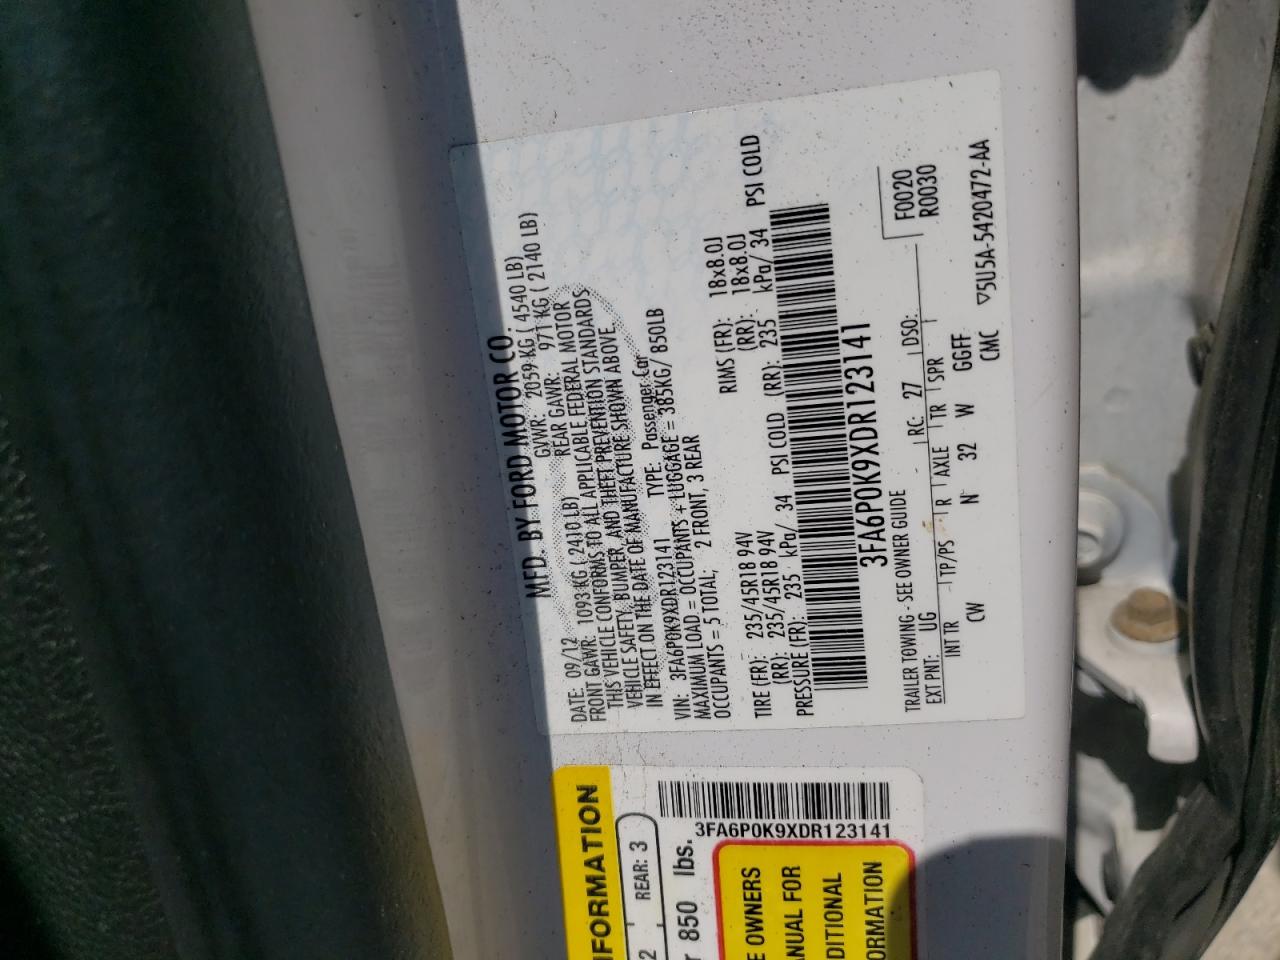 MFD. BY FORD MOTOR CO.
DATE: 09/12 GVWR: 2059 KG ( 4540 LB)
FRONT GAWR: 1093 KG ( 2410 LB) REAR GAWR: 971 KG ( 2140 LB)
THIS VEHICLE CONFORMS TO ALL APPLICABLE FEDERAL MOTOR
VEHICLE SAFETY, BUMPER, AND THEFT PREVENTION STANDARDS
IN EFFECT ON THE DATE OF MANUFACTURE SHOWN ABOVE.
VIN: 3FA6P0K9XDR123141 TYPE: Passenger Car
MAXIMUM LOAD = OCCUPANTS + LUGGAGE = 385KG/ 850LB
OCCUPANTS = 5 TOTAL; 2 FRONT, 3 REAR
TIRE (FR): 235/45R18 94V RIMS (FR): 18x8.0J
(RR): 235/45R18 94V (RR): 18x8.0J
PRESSURE (FR): 235 kPa/ 34 PSI COLD (RR): 235 kPa/ 34 PSI COLD
3FA6P0K9XDR123141
TRAILER TOWING - SEE OWNER GUIDE
F0020
EXT PNT: UG RC: 27 DSO: R0030
INT TR TP/PS R AXLE TR SPR
CW N 32 W GGFF
CMC ▽5U5A-5420472-AA
FORMATION
2 REAR: 3
850 lbs.
3FA6P0K9XDR123141
E OWNERS
ANUAL FOR
DITIONAL
ORMATION